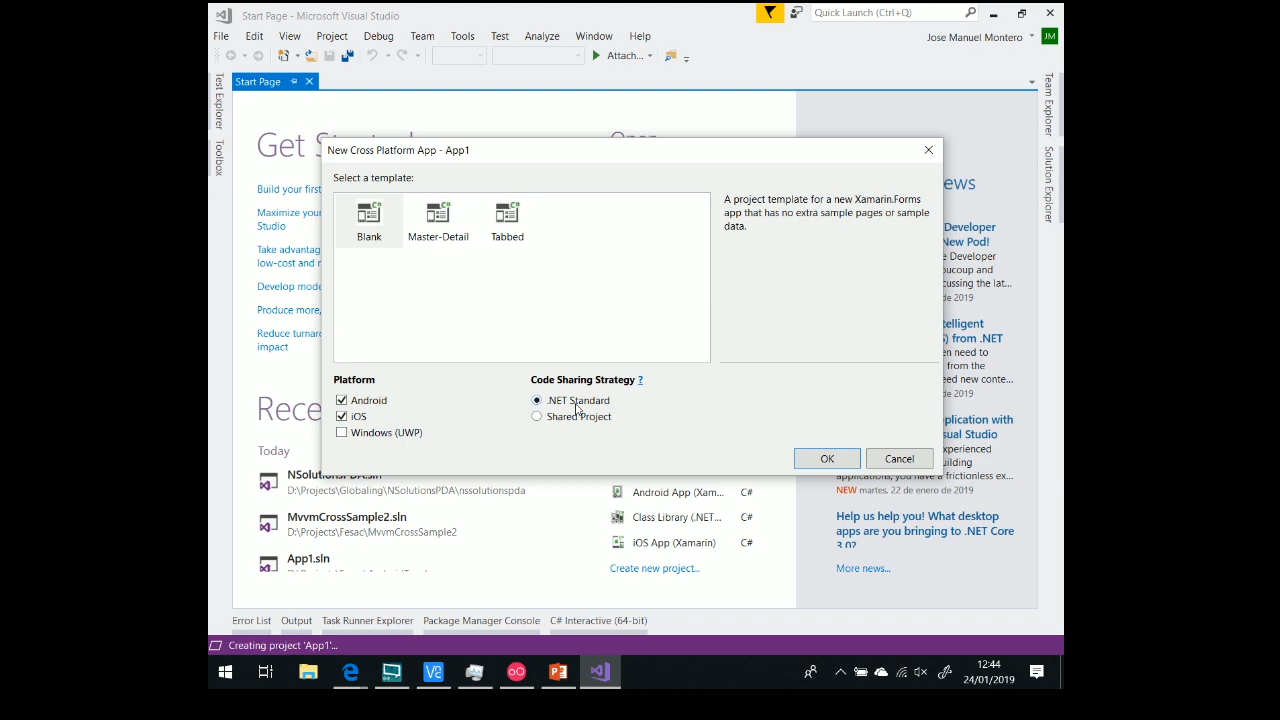 Start Page - Microsoft Visual Studio
Quick Launch (Ctrl+Q)
File Edit View Project Debug Team Tools Test Analyze Window Help
Jose Manuel Montero
JM
Attach...
Test Explorer
Toolbox
Start Page
Team Explorer
Solution Explorer
Get
Open
Build your first
Maximize your
Studio
Take advantag
low-cost and
Develop mode
Produce more,
Reduce turnar
impact
New Cross Platform App - App1
Select a template:
Blank
Master-Detail
Tabbed
A project template for a new Xamarin.Forms
app that has no extra sample pages or sample
data.
Platform
Android
iOS
Windows (UWP)
Code Sharing Strategy ?
.NET Standard
Shared Project
OK
Cancel
ews
Developer
New Pod!
e Developer
oucoup and
cussing the lat...
de 2019
telligent
) from .NET
en need to
from the
eed new conte...
de 2019
plication with
sual Studio
xperienced
uilding
applications, you have a frictionless ex...
NEW martes, 22 de enero de 2019
Help us help you! What desktop
apps are you bringing to .NET Core
3.0?
More news...
Rece
Today
NSolutionsPDA.sln
D:\Projects\Globaling\NSolutionsPDA\nssolutionspda
MvvmCrossSample2.sln
D:\Projects\Fesac\MvvmCrossSample2
App1.sln
Android App (Xam... C#
Class Library (.NET... C#
iOS App (Xamarin) C#
Create new project...
Error List Output Task Runner Explorer Package Manager Console C# Interactive (64-bit)
Creating project 'App1'...
12:44
24/01/2019